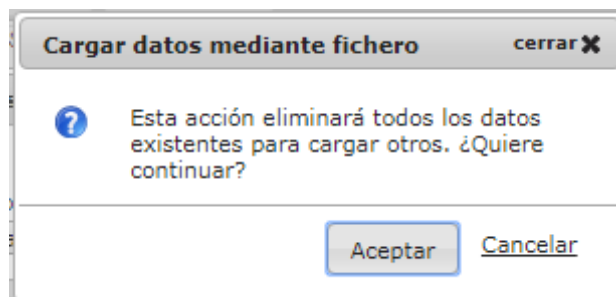 Cargar datos mediante fichero cerrar
Esta acción eliminará todos los datos
existentes para cargar otros. ¿Quiere
continuar?
Aceptar Cancelar